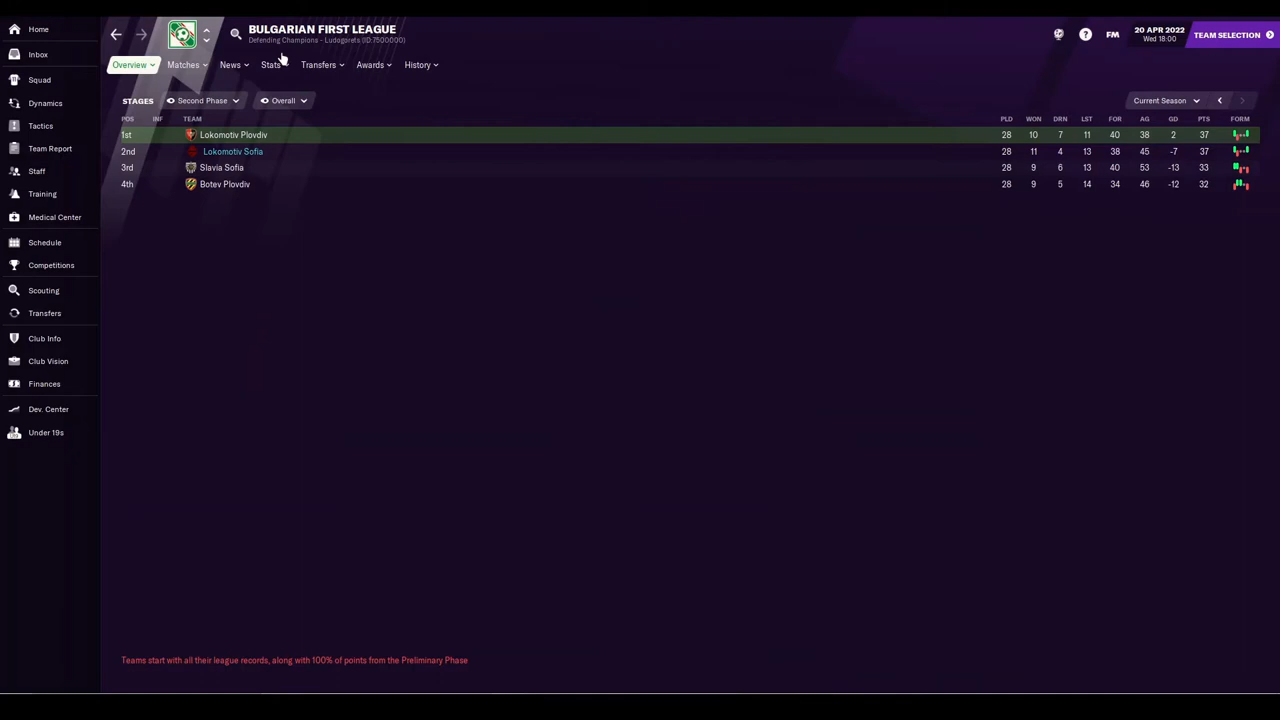 Home
Inbox
Squad
Dynamics
Tactics
Team Report
Staff
Training
Medical Center
Schedule
Competitions
Scouting
Transfers
Club Info
Club Vision
Finances
Dev. Center
Under 19s
BULGARIAN FIRST LEAGUE
Defending Champions - Ludogorets (ID:7500000)
FM
20 APR 2022
Wed 18:00
TEAM SELECTION
Overview Matches News Stats Transfers Awards History
STAGES Second Phase Overall Current Season
POS INF TEAM PLD WON DRN LST FOR AG GD PTS FORM
1st Lokomotiv Plovdiv 28 10 7 11 40 38 2 37
2nd Lokomotiv Sofia 28 11 4 13 38 45 -7 37
3rd Slavia Sofia 28 9 6 13 40 53 -13 33
4th Botev Plovdiv 28 9 5 14 34 46 -12 32
Teams start with all their league records, along with 100% of points from the Preliminary Phase